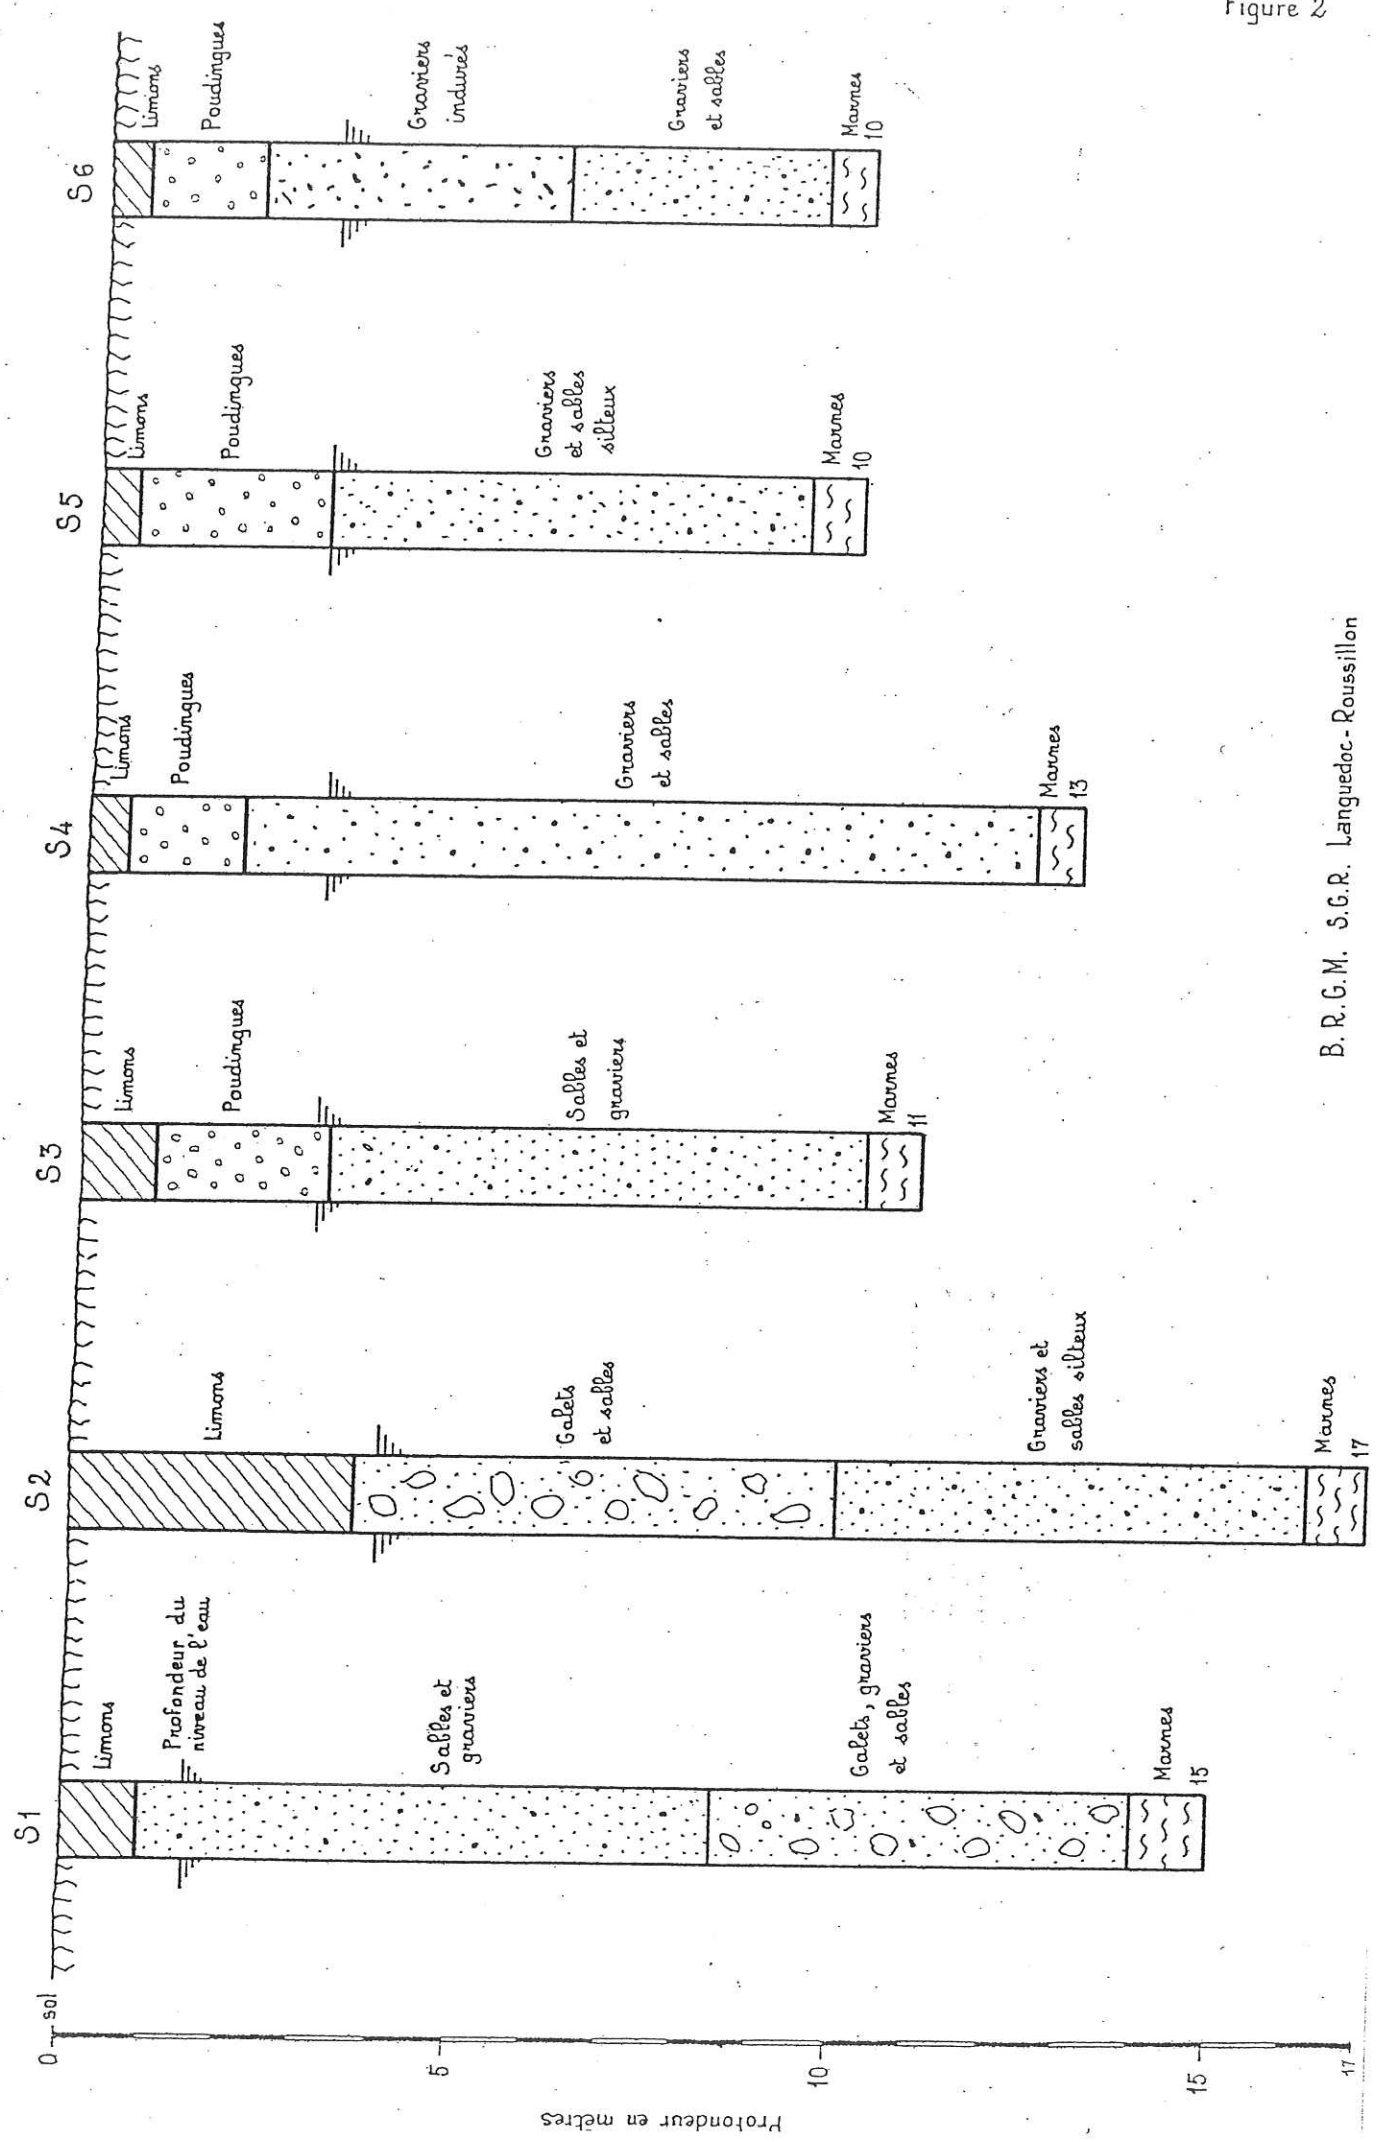 Figure 2
S1
Limons
Profondeur du
niveau de l'eau
Sables et
graviers
Galets, graviers
et sables
Marnes
15
S2
Limons
Galets
et sables
Graviers et
sables silteux
Marnes
17
S3
Limons
Poudingues
Sables et
graviers
Marnes
11
S4
Limons
Poudingues
Graviers
et sables
Marnes
13
S5
Limons
Poudingues
Graviers
et sables
silteux
Marnes
10
S6
Limons
Poudingues
Graviers
indurés
Graviers
et sables
Marnes
10
0
sol
5
10
15
17
Profondeur en mètres
B.R.G.M. S.G.R. Languedoc-Roussillon